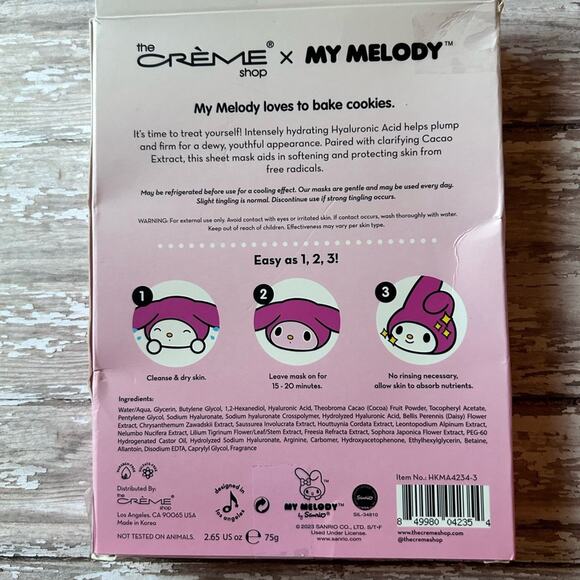 the
CRÈME®
shop
x MY MELODY™
My Melody loves to bake cookies.
It's time to treat yourself! Intensely hydrating Hyaluronic Acid helps plump
and firm for a dewy, youthful appearance. Paired with clarifying Cacao
Extract, this sheet mask aids in softening and protecting skin from
free radicals.
May be refrigerated before use for a cooling effect. Our masks are gentle and may be used every day.
Slight tingling is normal. Discontinue use if strong tingling occurs.
WARNING: For external use only. Avoid contact with eyes or irritated skin. If contact occurs, wash thoroughly with water.
Keep out of reach of children. Effectiveness may vary per skin type.
Easy as 1, 2, 3!
1
2
3
Cleanse & dry skin.
Leave mask on for
15 - 20 minutes.
No rinsing necessary,
allow skin to absorb nutrients.
Ingredients:
Water/Aqua, Glycerin, Butylene Glycol, 1,2-Hexanediol, Hyaluronic Acid, Theobroma Cacao (Cocoa) Fruit Powder, Tocopheryl Acetate,
Pentylene Glycol, Sodium Hyaluronate, Sodium hyaluronate Crosspolymer, Hydrolyzed Hyaluronic Acid, Bellis Perennis (Daisy) Flower
Extract, Chrysanthemum Zawadskii Extract, Saussurea Involucrata Extract, Houttuynia Cordata Extract, Leontopodium Alpinum Extract,
Nelumbo Nucifera Extract, Lilium Tigrinum Flower/Leaf/Stem Extract, Freesia Refracta Extract, Sophora Japonica Flower Extract, PEG-60
Hydrogenated Castor Oil, Hydrolyzed Sodium Hyaluronate, Arginine, Carbomer, Hydroxyacetophenone, Ethylhexylglycerin, Betaine,
Allantoin, Disodium EDTA, Caprylyl Glycol, Fragrance
Distributed By:
the
CRÈME
shop
Los Angeles, CA 90065 USA
Made in Korea
NOT TESTED ON ANIMALS.
designed in
los angeles
2.65 US oz e 75g
MY MELODY™
by Sanrio®
© 2023 SANRIO CO., LTD. S/T-F
Used Under License.
www.sanrio.com
Sanrio
SIL-34810
Item No.: HKMA4234-3
8 49980 04235 4
www.thecremeshop.com
@thecremeshop